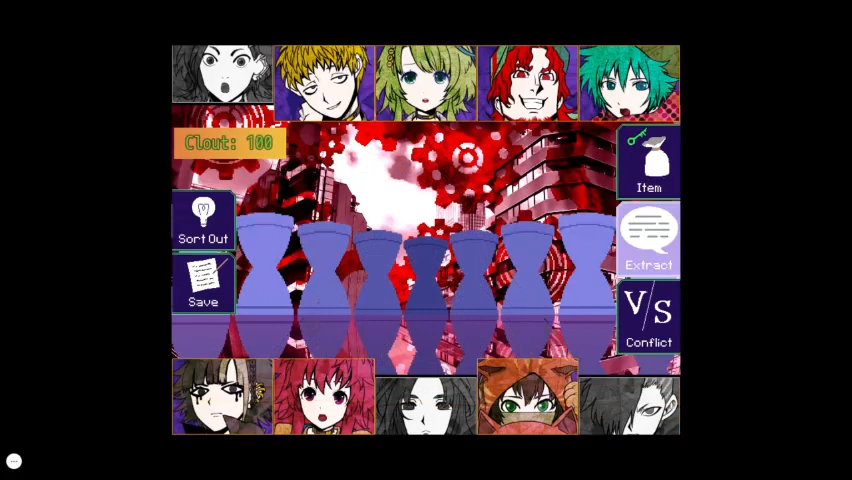 Clout: 100
Item
Sort Out
Extract
Save
V/S
Conflict